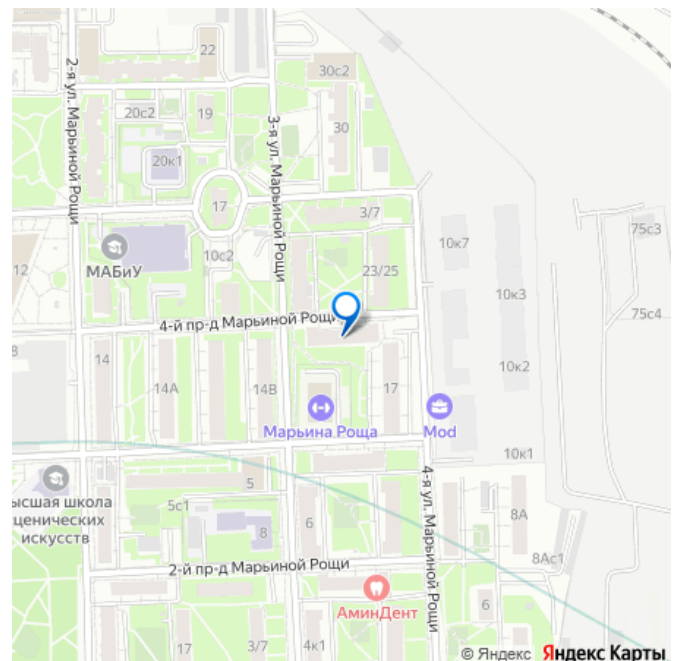 22
2-я ул. Марьиной Рощи
30с2
20с2
19
3-я ул. Марьиной Рощи
30
20к1
17
3/7
75с3
МАБиУ
10с2
10к7
12
23/25
10к3
4-й пр-д Марьиной Рощи
75с4
8
14
14А
14В
17
10к2
Марьина Роща
Mod
10к1
4-я ул. Марьиной Рощи
ысшая школа
ценических
искусств
5
5с1
8
6
8А
8Ас1
2-й пр-д Марьиной Рощи
АминДент
6
17
3/7
4к1
© Яндекс Яндекс Карты